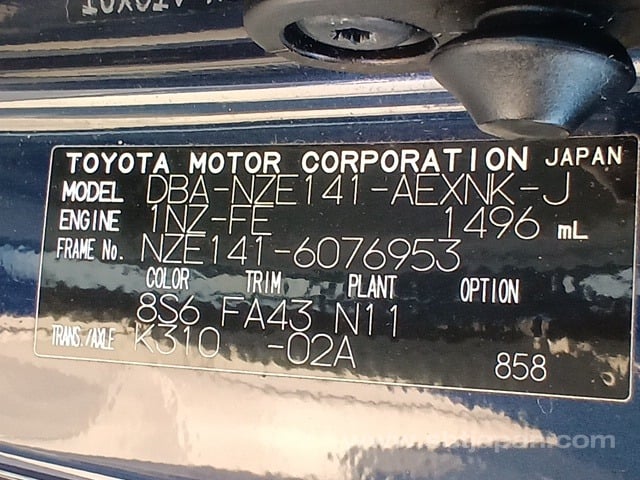 TOYOTA MOTOR CORPORATION JAPAN
MODEL DBA-NZE141-AEXNK-J
ENGINE 1NZ-FE 1496 mL
FRAME No. NZE141-6076953
COLOR TRIM PLANT OPTION
8S6 FA43 N11
TRANS./AXLE K310 -02A 858